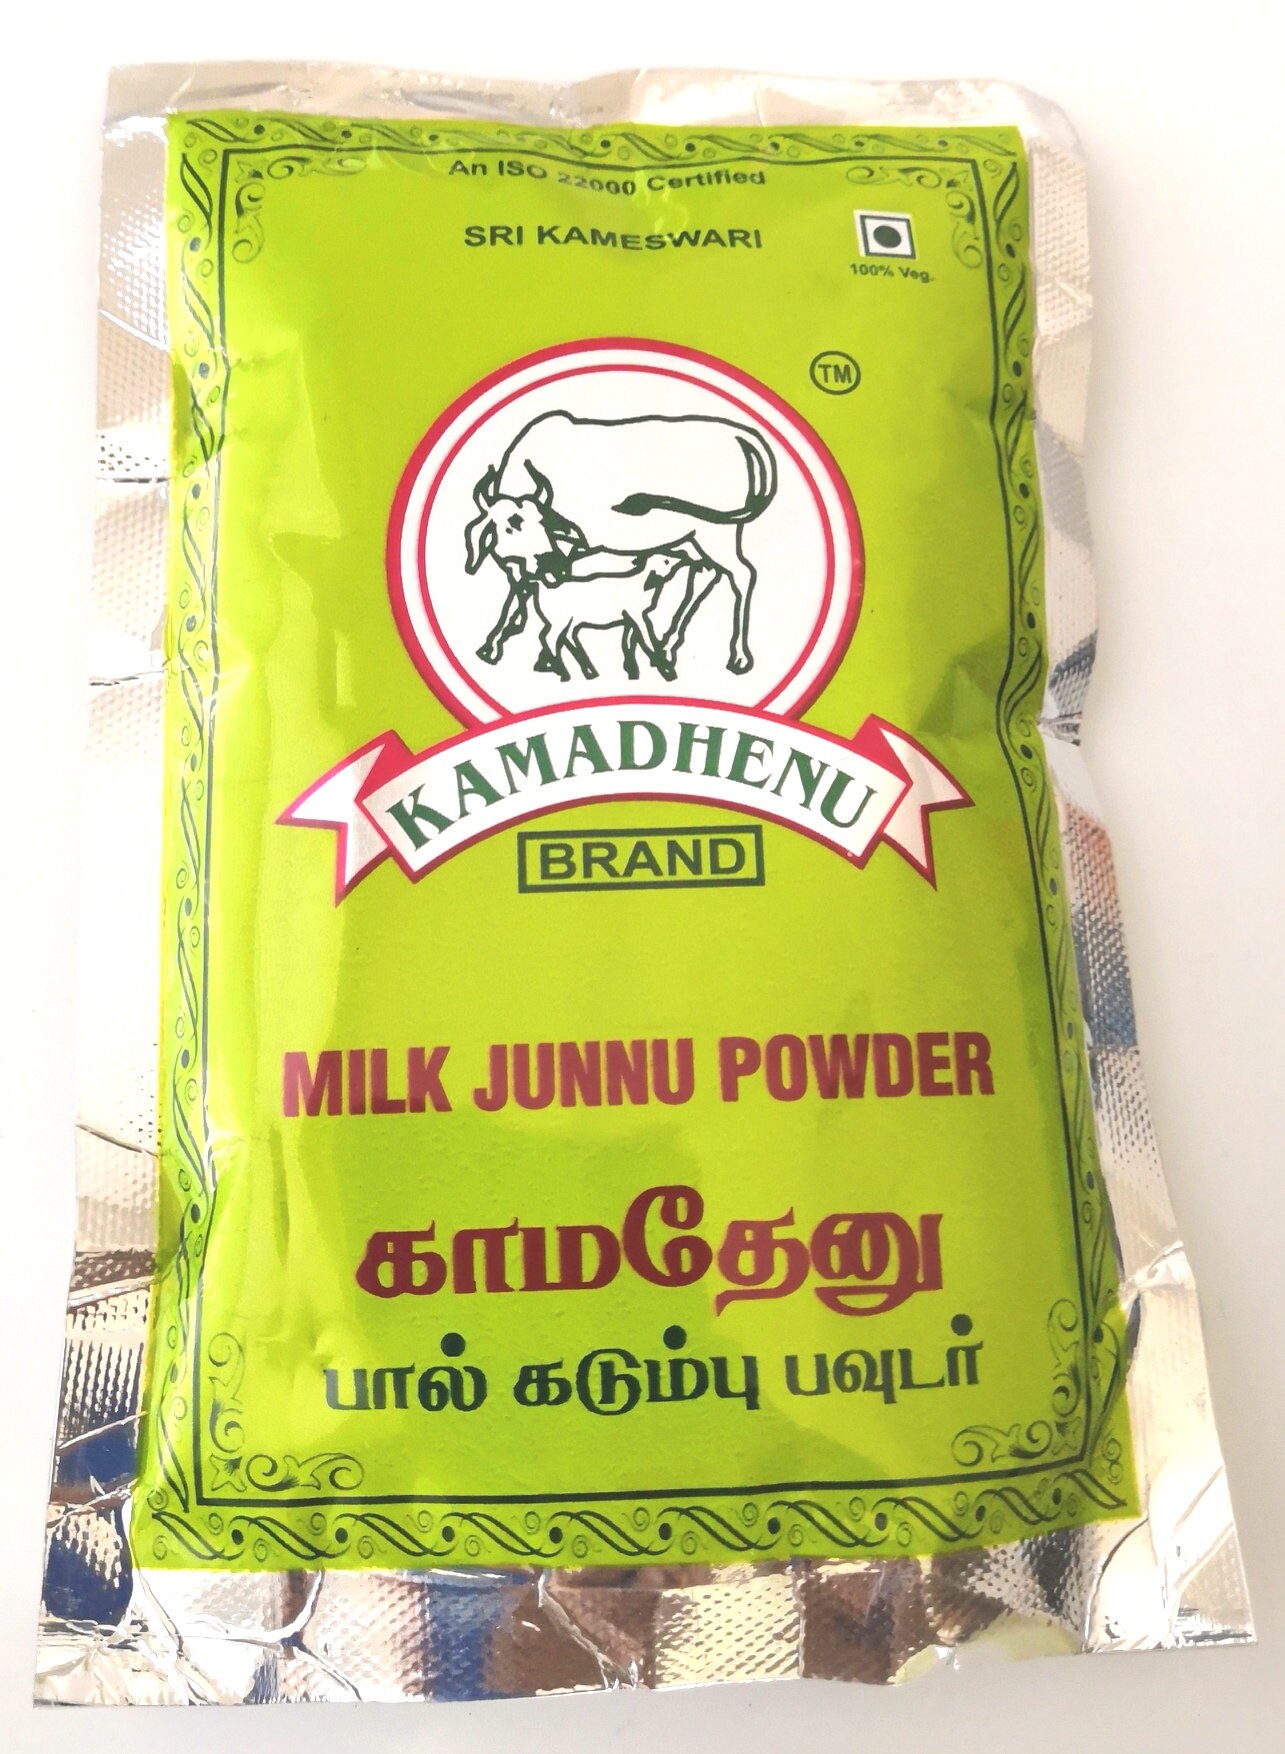 An ISO 22000 Certified
SRI KAMESWARI
100% Veg.
TM
KAMADHENU
BRAND
MILK JUNNU POWDER
காமதேனு
பால் கடும்பு பவுடர்